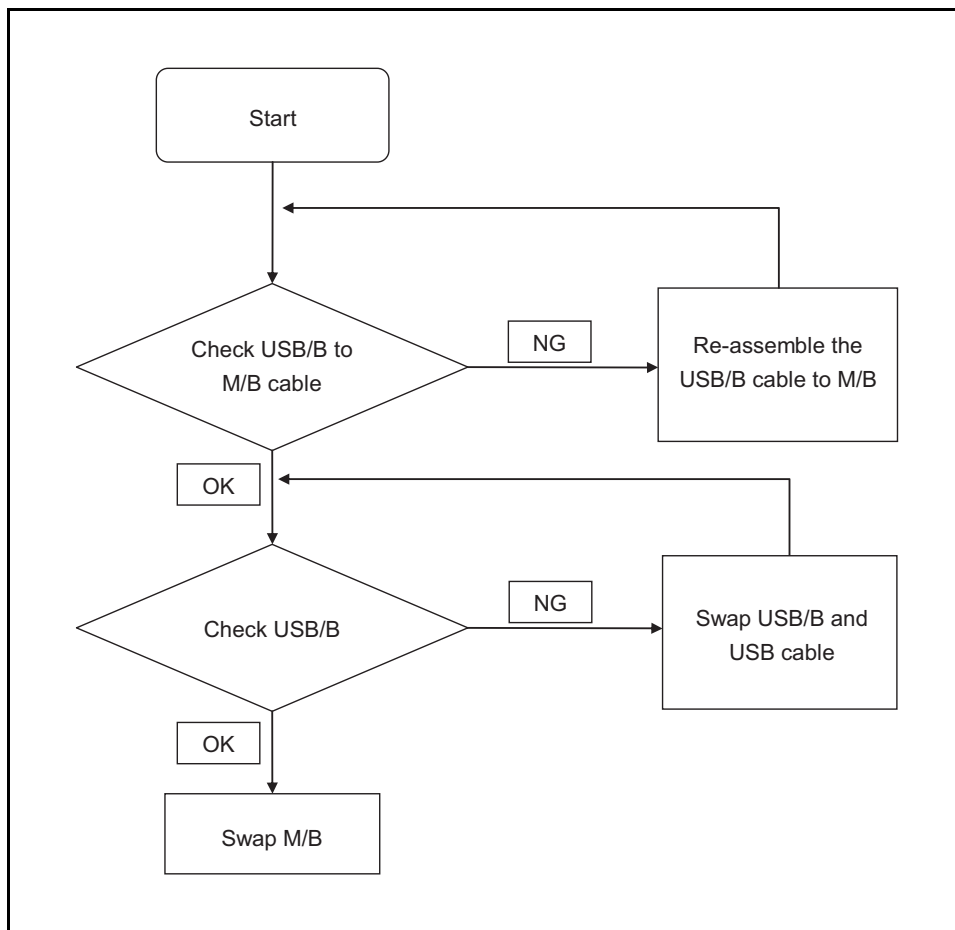 Start
Check USB/B to
M/B cable
NG
Re-assemble the
USB/B cable to M/B
OK
Check USB/B
NG
Swap USB/B and
USB cable
OK
Swap M/B